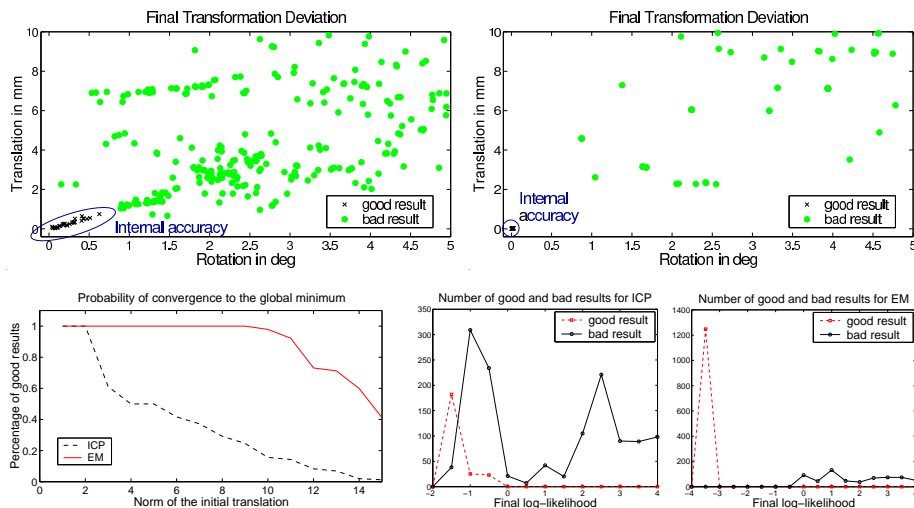 Final Transformation Deviation
Translation in mm
10
8
6
4
2
0
good result
bad result
Internal accuracy
0 0.5 1 1.5 2 2.5 3 3.5 4 4.5 5
Rotation in deg
Final Transformation Deviation
Translation in mm
10
8
6
4
2
0
good result
bad result
Internal
accuracy
0 0.5 1 1.5 2 2.5 3 3.5 4 4.5 5
Rotation in deg
Probability of convergence to the global minimum
Percentage of good results
1
0.8
0.6
0.4
0.2
0
ICP
EM
0 2 4 6 8 10 12 14
Norm of the initial translation
Number of good and bad results for ICP
350
300
250
200
150
100
50
0
good result
bad result
-2 -1 0 1 2 3 4
Final log-likelihood
Number of good and bad results for EM
1400
1200
1000
800
600
400
200
0
good result
bad result
-4 -3 -2 -1 0 1 2 3
Final log-likelihood